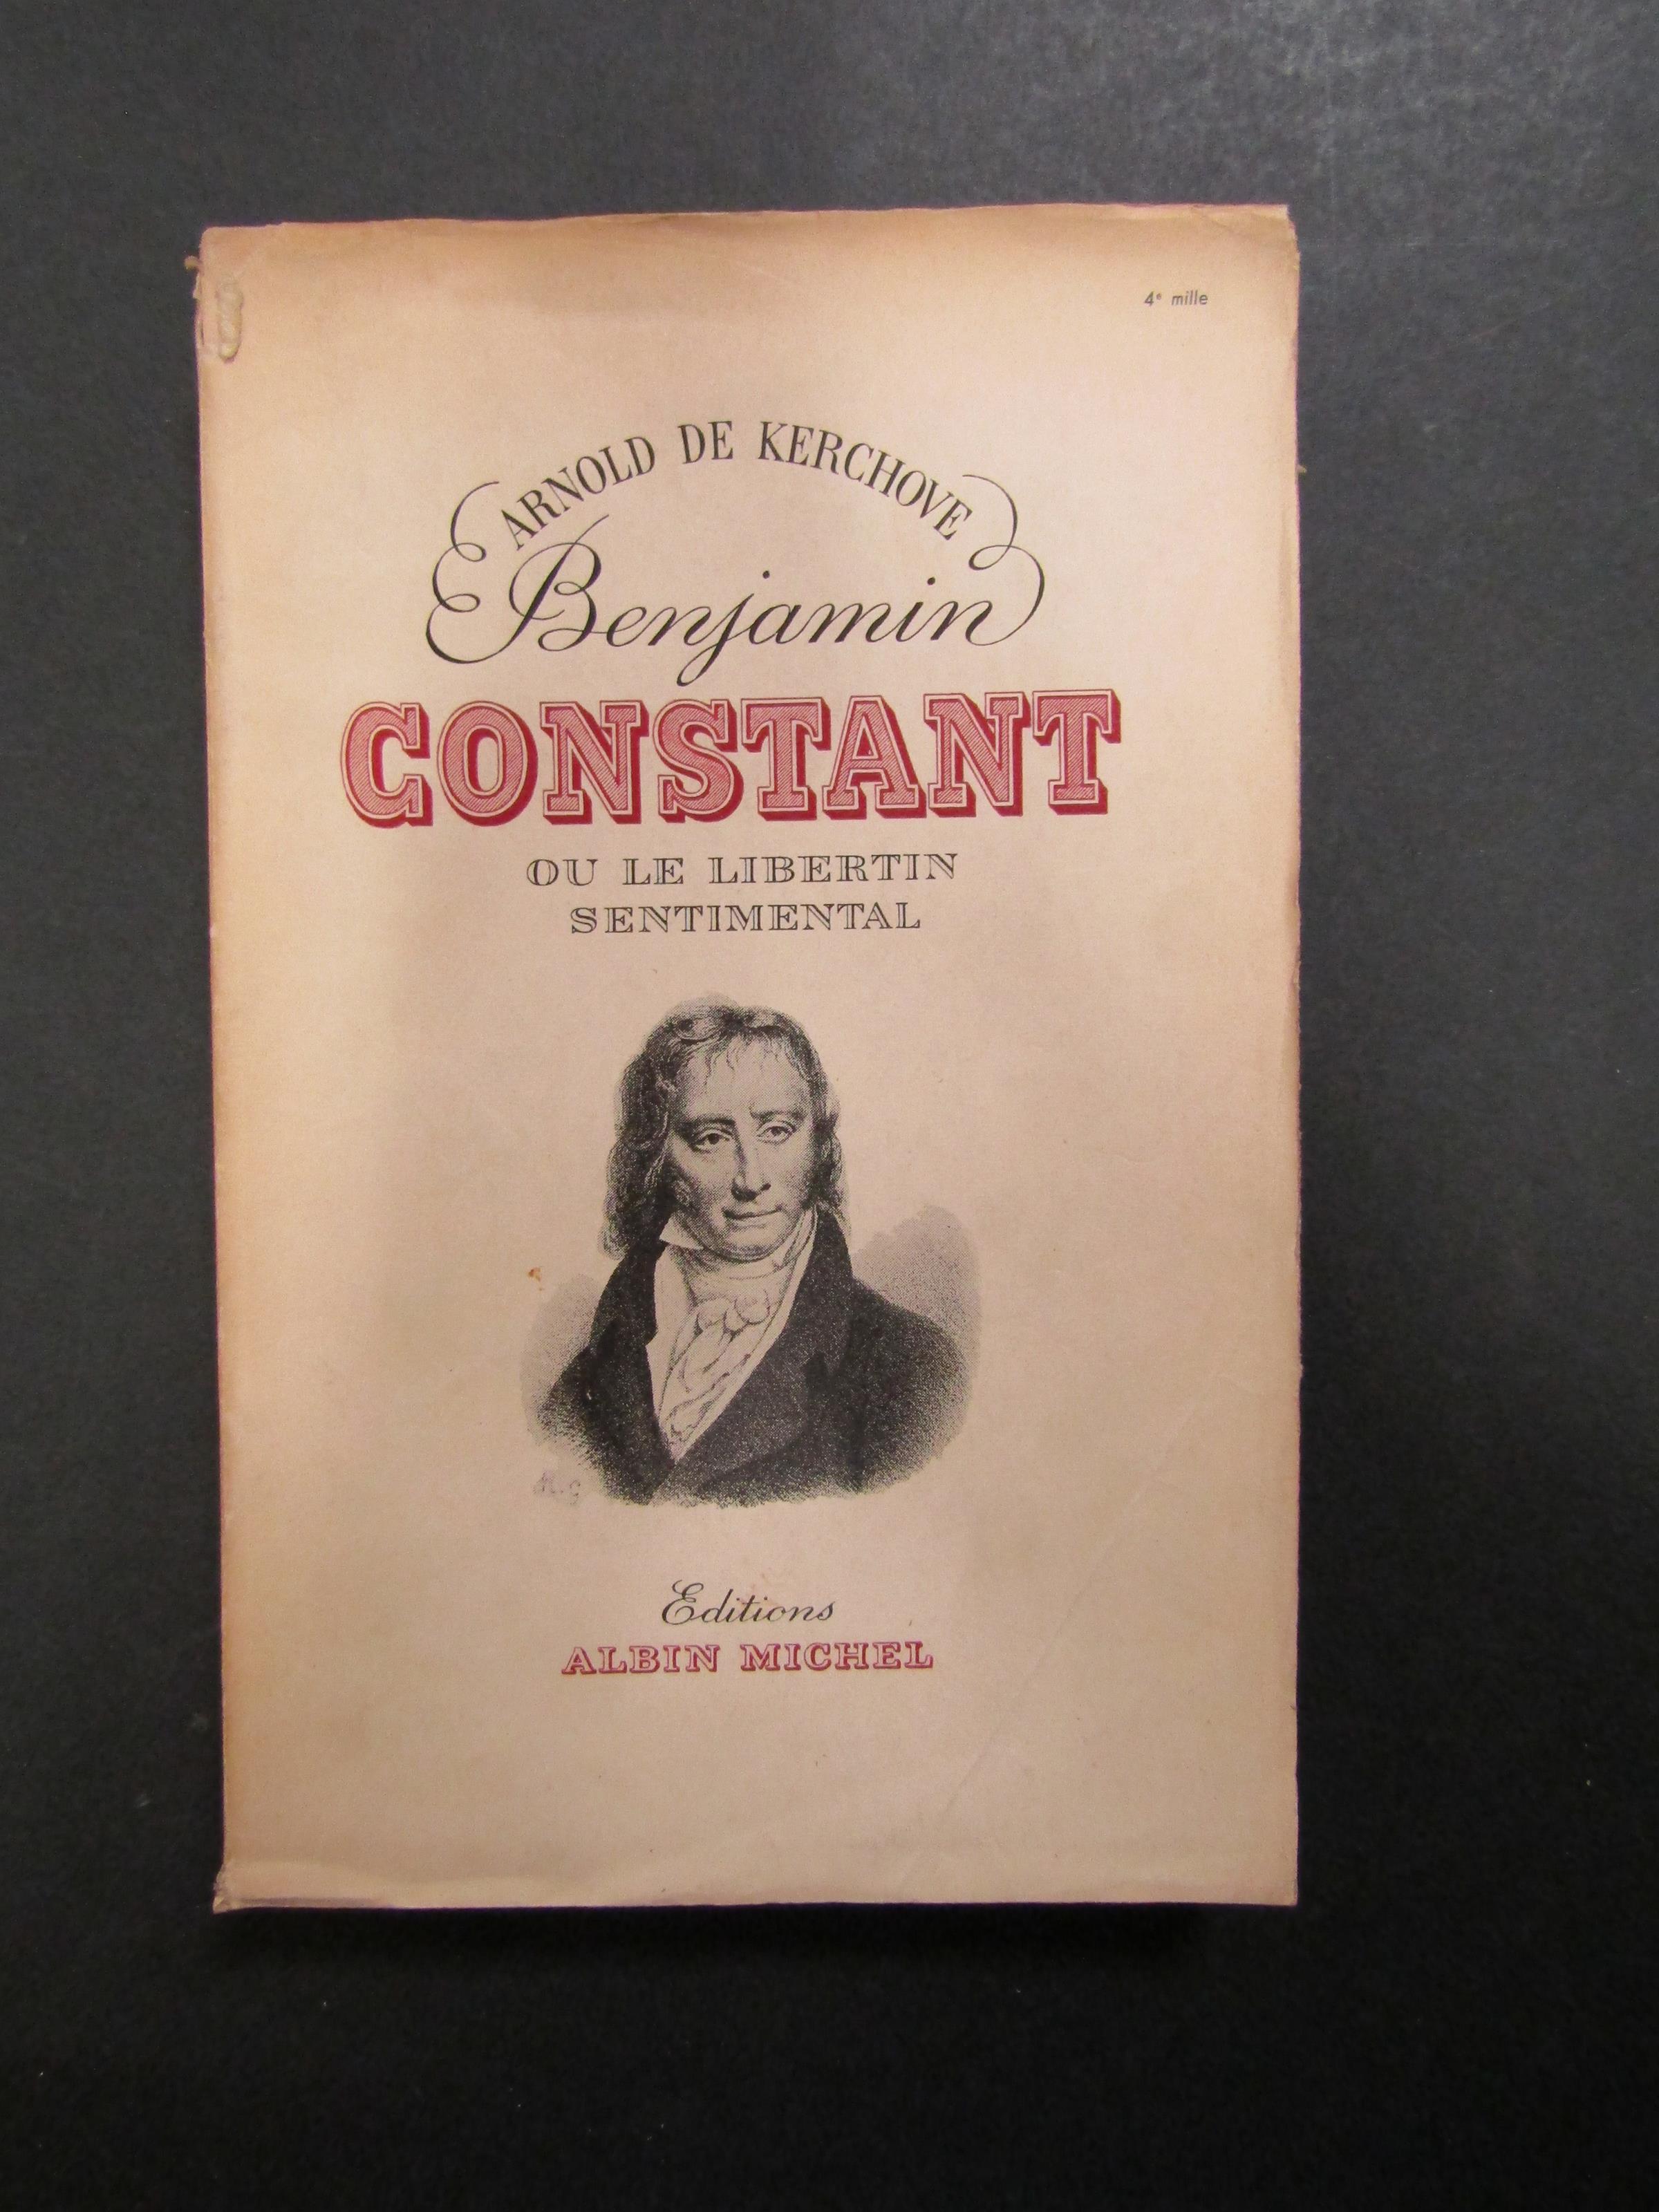 4e mille
ARNOLD DE KERCHOVE
Benjamin
CONSTANT
OU LE LIBERTIN
SENTIMENTAL
Editions
ALBIN MICHEL